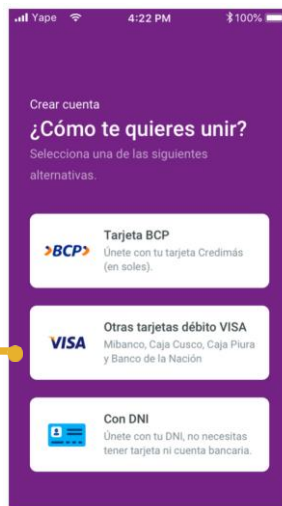 Yape 4:22 PM 100%
Crear cuenta
¿Cómo te quieres unir?
Selecciona una de las siguientes
alternativas.
BCP
Tarjeta BCP
Únete con tu tarjeta Credimás
(en soles).
VISA
Otras tarjetas débito VISA
Mibanco, Caja Cusco, Caja Piura
y Banco de la Nación
Con DNI
Únete con tu DNI, no necesitas
tener tarjeta ni cuenta bancaria.